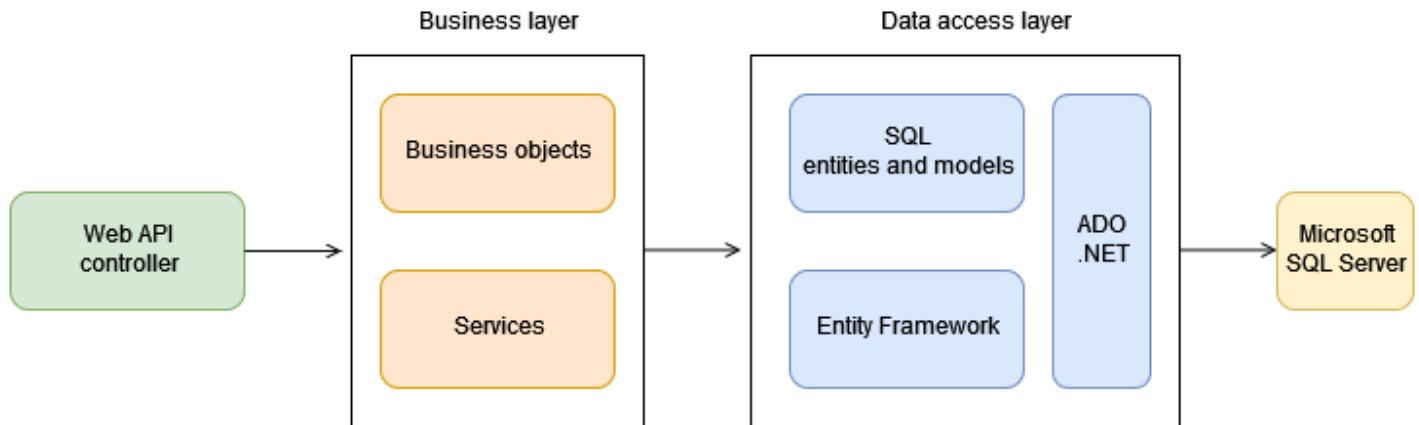 Business layer
Data access layer
Business objects
SQL
entities and models
Web API
controller
ADO
.NET
Microsoft
SQL Server
Services
Entity Framework